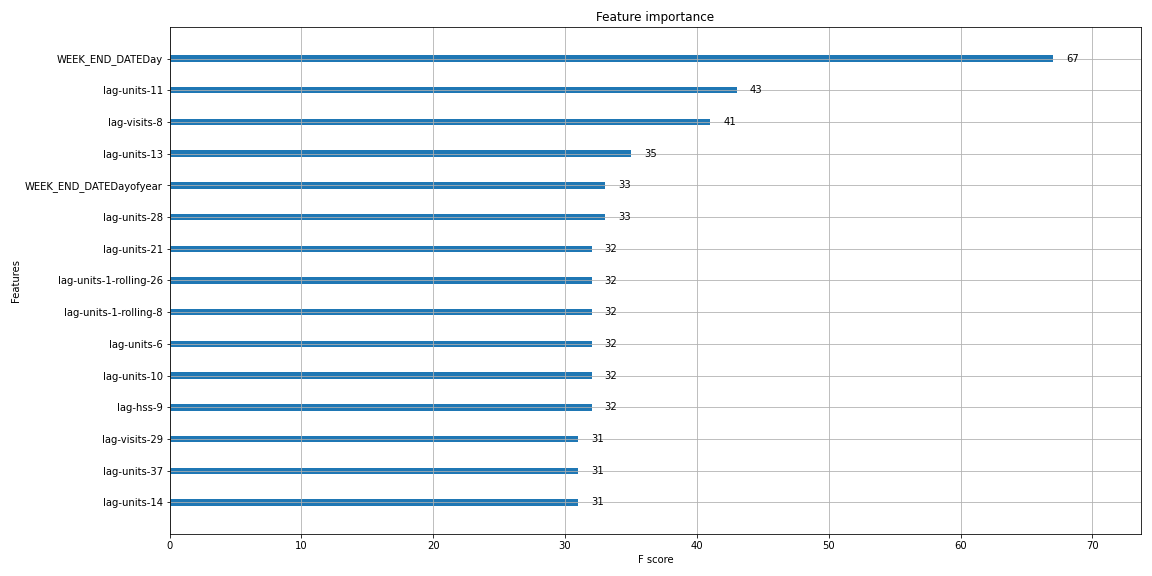 Feature importance
WEEK_END_DATEDay 67
lag-units-11 43
lag-visits-8 41
lag-units-13 35
WEEK_END_DATEDayofyear 33
lag-units-28 33
lag-units-21 32
lag-units-1-rolling-26 32
lag-units-1-rolling-8 32
lag-units-6 32
lag-units-10 32
lag-hss-9 32
lag-visits-29 31
lag-units-37 31
lag-units-14 31
Features
0 10 20 30 40 50 60 70
F score